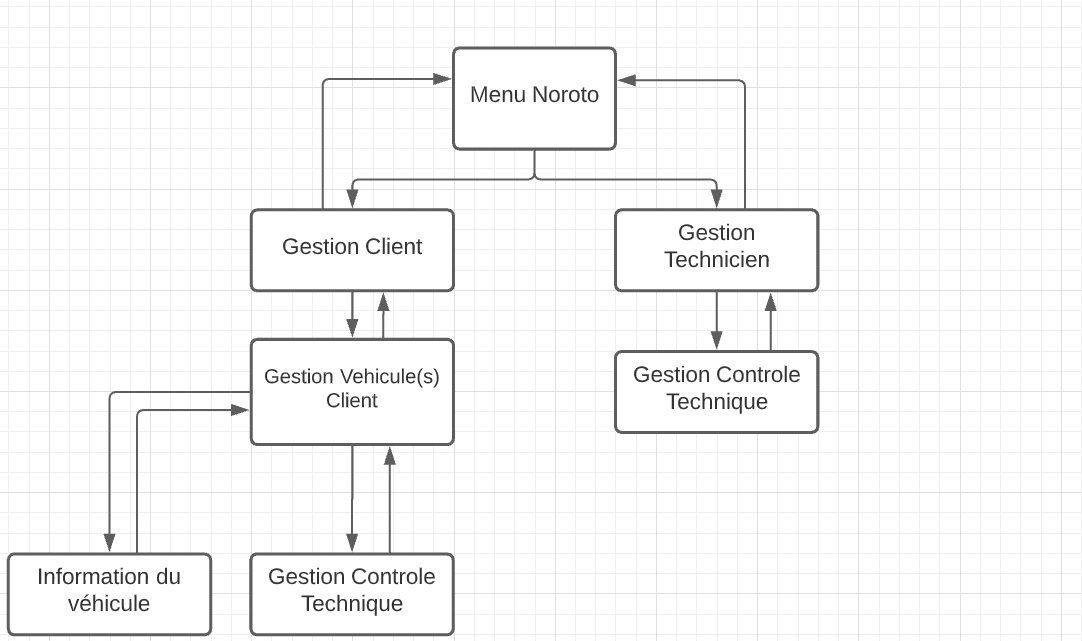 Menu Noroto
Gestion Client
Gestion
Technicien
Gestion Vehicule(s)
Client
Gestion Controle
Technique
Information du
véhicule
Gestion Controle
Technique